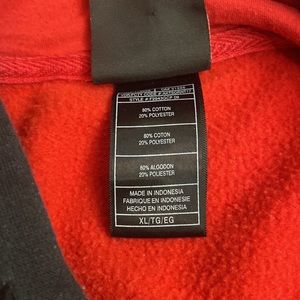 80% COTTON
20% POLYESTER
80% COTON
20% POLYESTER
80% ALGODON
20% POLYESTER
MADE IN INDONESIA
FABRIQUE EN INDONESIE
HECHO EN INDONESIA
XL/TG/EG